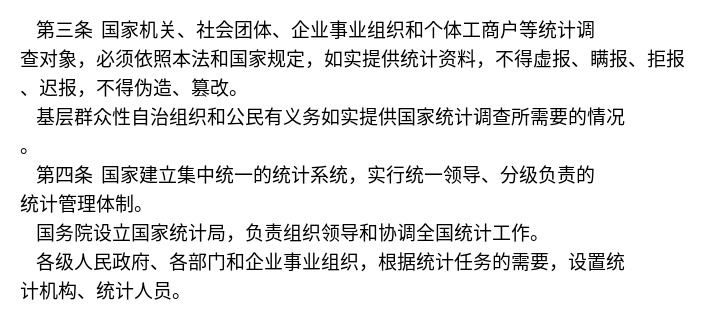 第三条 国家机关、社会团体、企业事业组织和个体工商户等统计调
查对象，必须依照本法和国家规定，如实提供统计资料，不得虚报、瞒报、拒报
、迟报，不得伪造、篡改。
基层群众性自治组织和公民有义务如实提供国家统计调查所需要的情况
。
第四条 国家建立集中统一的统计系统，实行统一领导、分级负责的
统计管理体制。
国务院设立国家统计局，负责组织领导和协调全国统计工作。
各级人民政府、各部门和企业事业组织，根据统计任务的需要，设置统
计机构、统计人员。